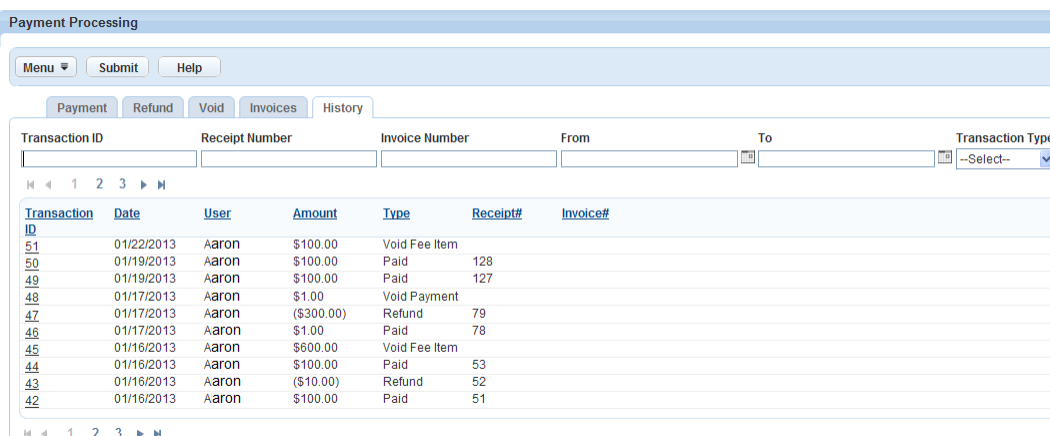 Payment Processing
Menu Submit Help
Payment Refund Void Invoices History
Transaction ID Receipt Number Invoice Number From To Transaction Type
--Select--
1 2 3
Transaction ID Date User Amount Type Receipt# Invoice#
51 01/22/2013 Aaron $100.00 Void Fee Item
50 01/19/2013 Aaron $100.00 Paid 128
49 01/19/2013 Aaron $100.00 Paid 127
48 01/17/2013 Aaron $1.00 Void Payment
47 01/17/2013 Aaron ($300.00) Refund 79
46 01/17/2013 Aaron $1.00 Paid 78
45 01/16/2013 Aaron $600.00 Void Fee Item
44 01/16/2013 Aaron $100.00 Paid 53
43 01/16/2013 Aaron ($10.00) Refund 52
42 01/16/2013 Aaron $100.00 Paid 51
1 2 3